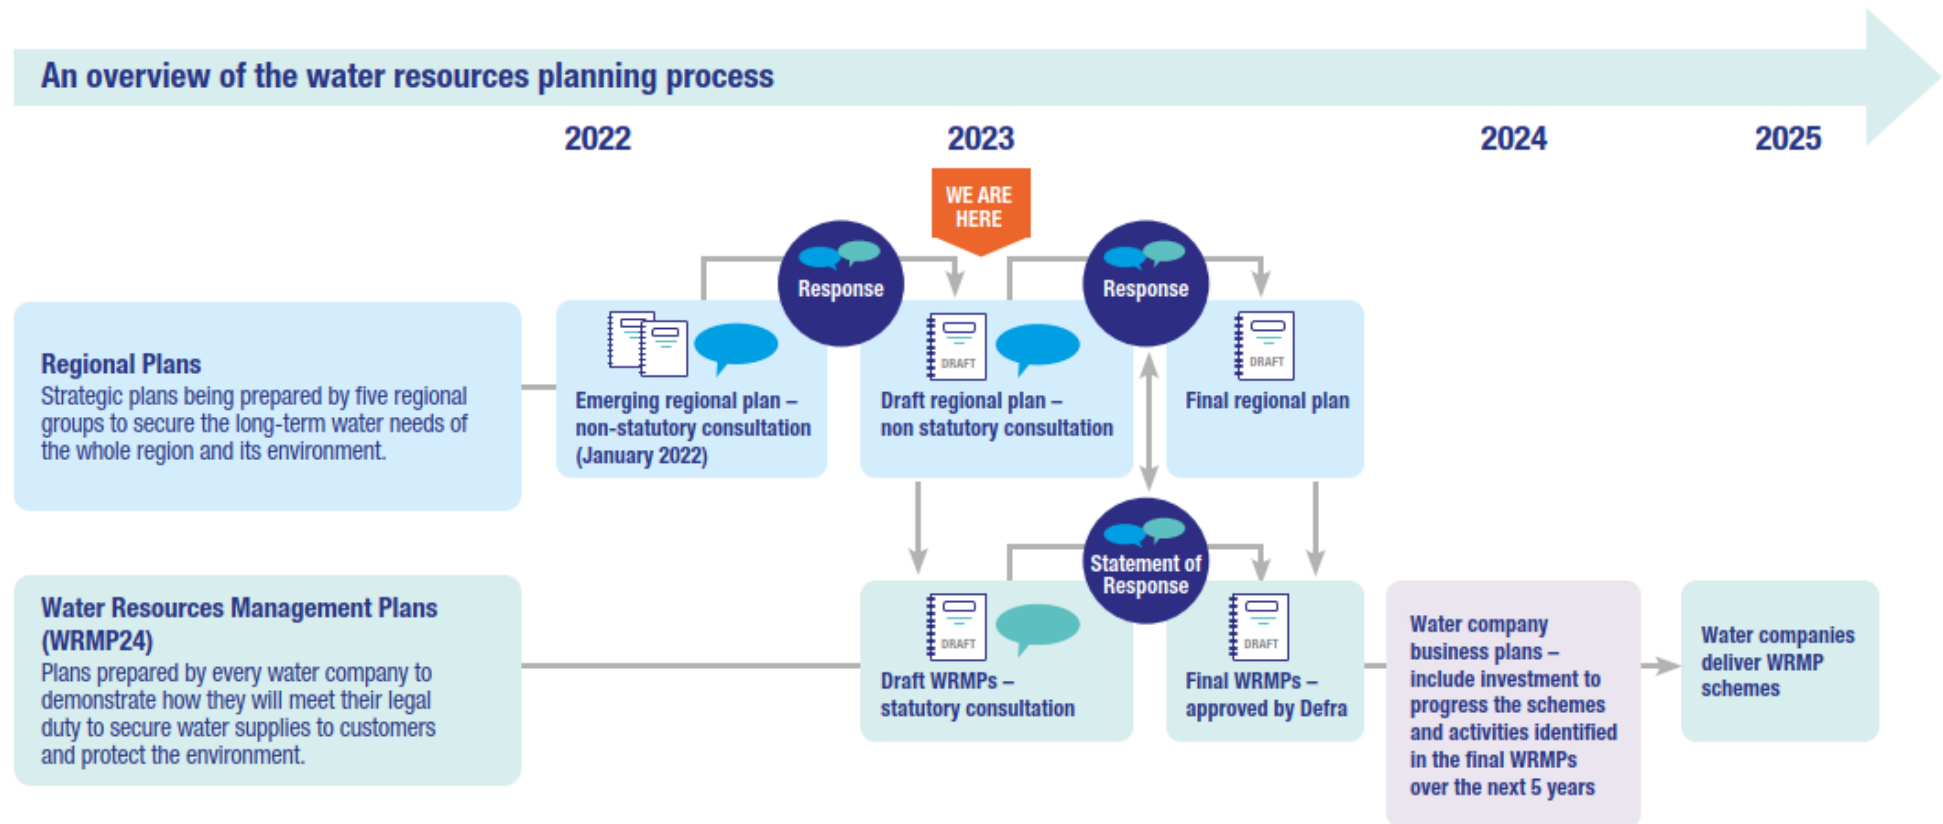 An overview of the water resources planning process
2022
2023
2024
2025
WE ARE
HERE
Response
Response
Regional Plans
Strategic plans being prepared by five regional
groups to secure the long-term water needs of
the whole region and its environment.
Emerging regional plan –
non-statutory consultation
(January 2022)
DRAFT
Draft regional plan –
non statutory consultation
DRAFT
Final regional plan
Statement of
Response
Water Resources Management Plans
(WRMP24)
Plans prepared by every water company to
demonstrate how they will meet their legal
duty to secure water supplies to customers
and protect the environment.
DRAFT
Draft WRMPs –
statutory consultation
DRAFT
Final WRMPs –
approved by Defra
Water company
business plans –
include investment to
progress the schemes
and activities identified
in the final WRMPs
over the next 5 years
Water companies
deliver WRMP
schemes